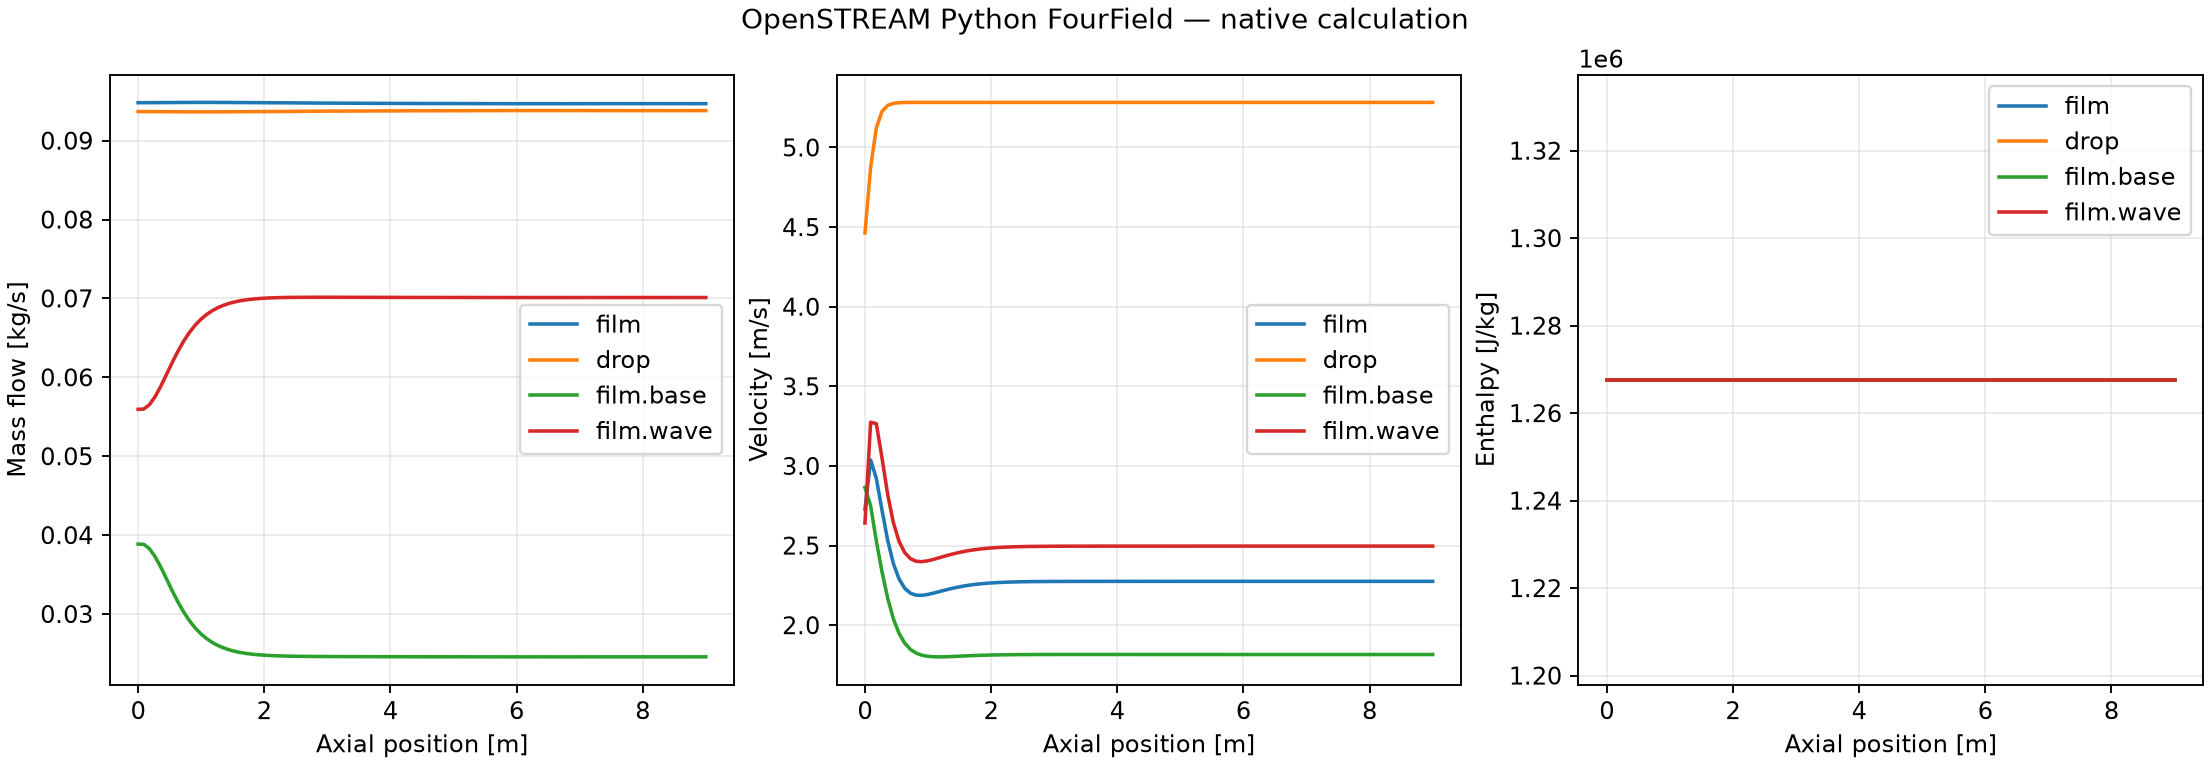 OpenSTREAM Python FourField — native calculation
Mass flow [kg/s]
0.09
0.08
0.07
0.06
0.05
0.04
0.03
film
drop
film.base
film.wave
0 2 4 6 8
Axial position [m]
Velocity [m/s]
5.0
4.5
4.0
3.5
3.0
2.5
2.0
film
drop
film.base
film.wave
0 2 4 6 8
Axial position [m]
1e6
Enthalpy [J/kg]
1.32
1.30
1.28
1.26
1.24
1.22
1.20
film
drop
film.base
film.wave
0 2 4 6 8
Axial position [m]